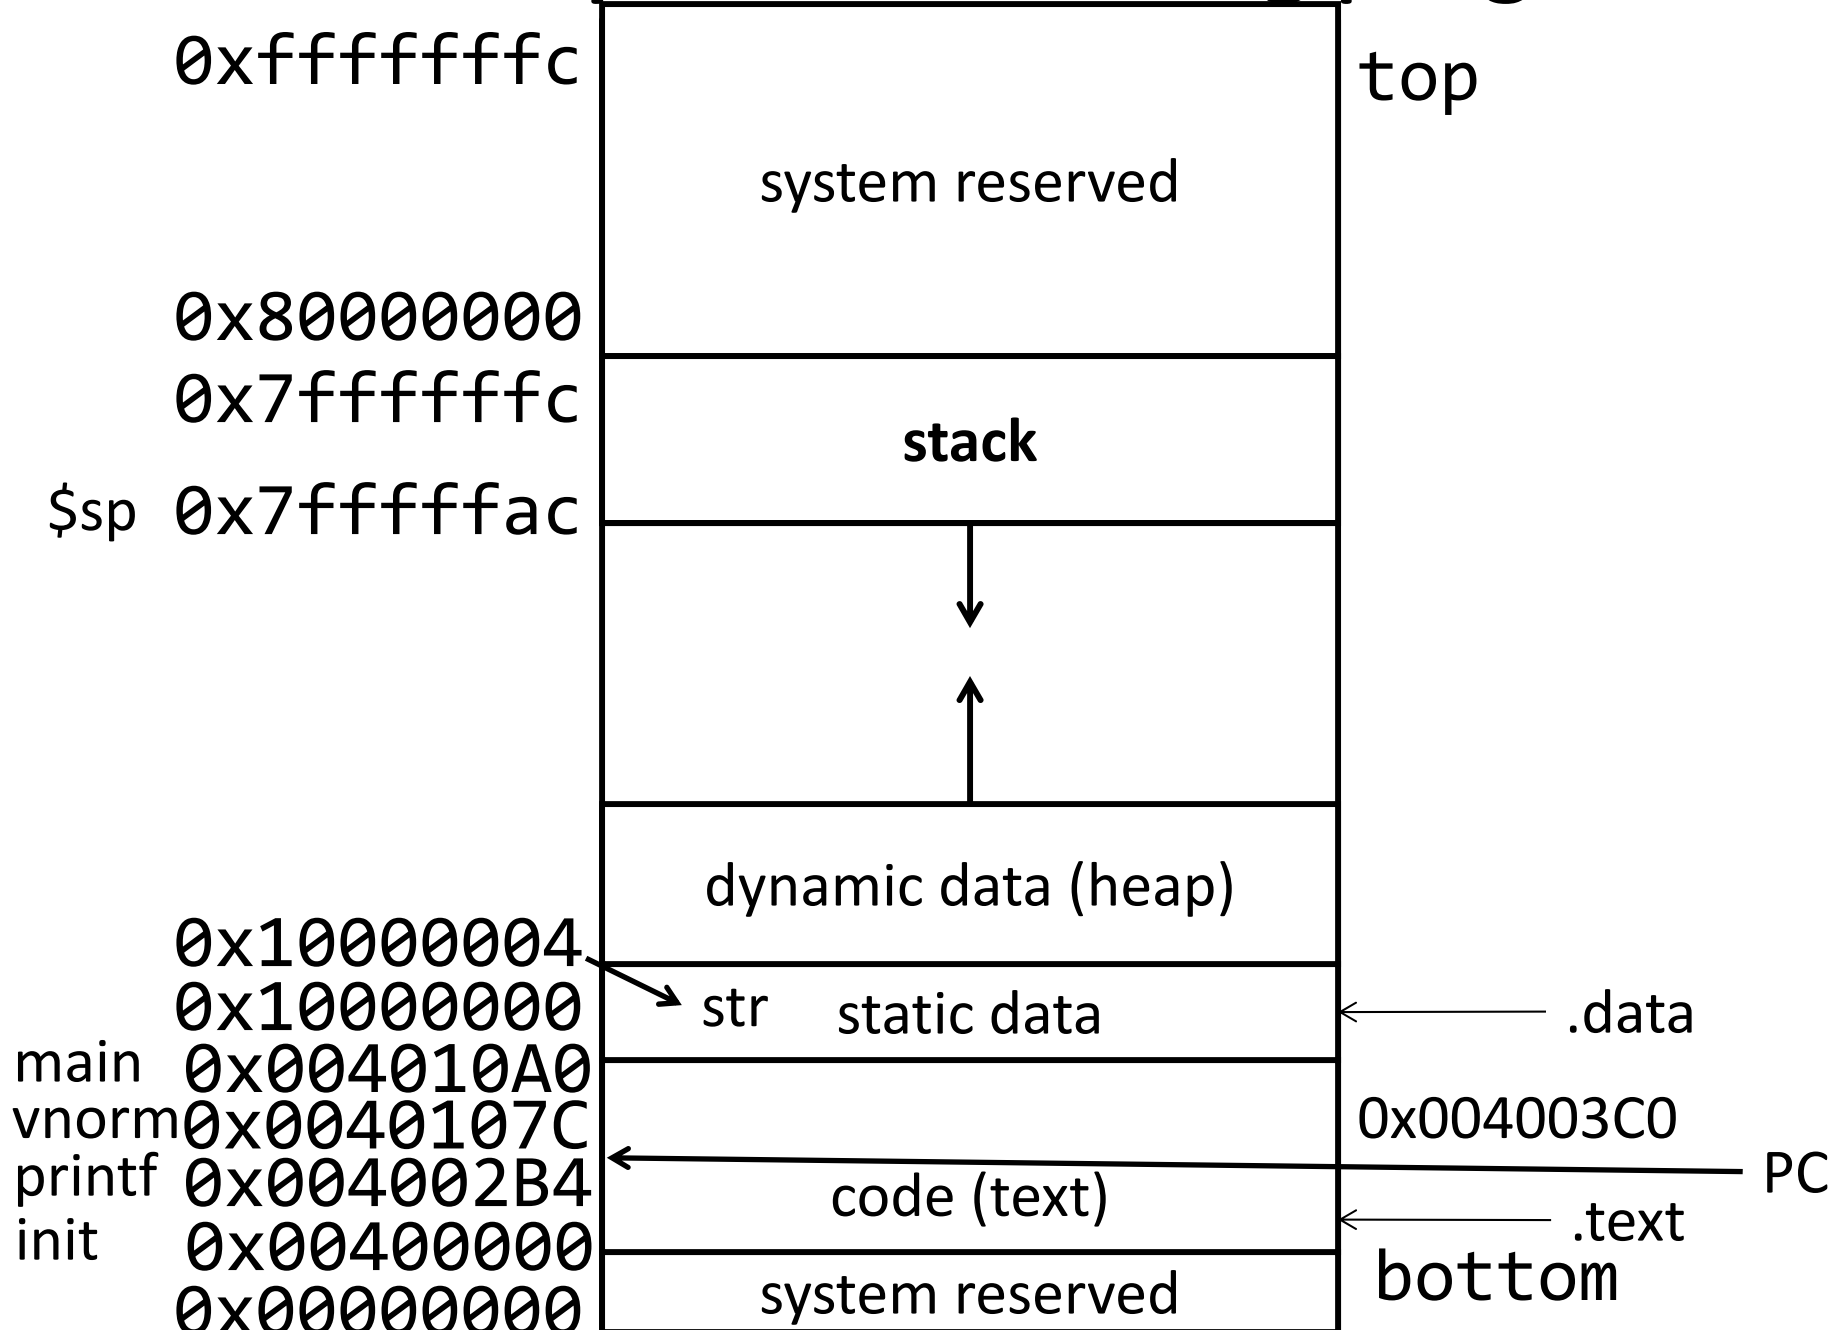 0xfffffffc
top
system reserved
0x80000000
0x7ffffffc
stack
$sp 0x7fffffac
dynamic data (heap)
0x10000004
0x10000000
str static data
.data
main 0x004010A0
vnorm 0x0040107C
0x004003C0
printf 0x004002B4
PC
code (text)
.text
init 0x00400000
bottom
0x00000000
system reserved